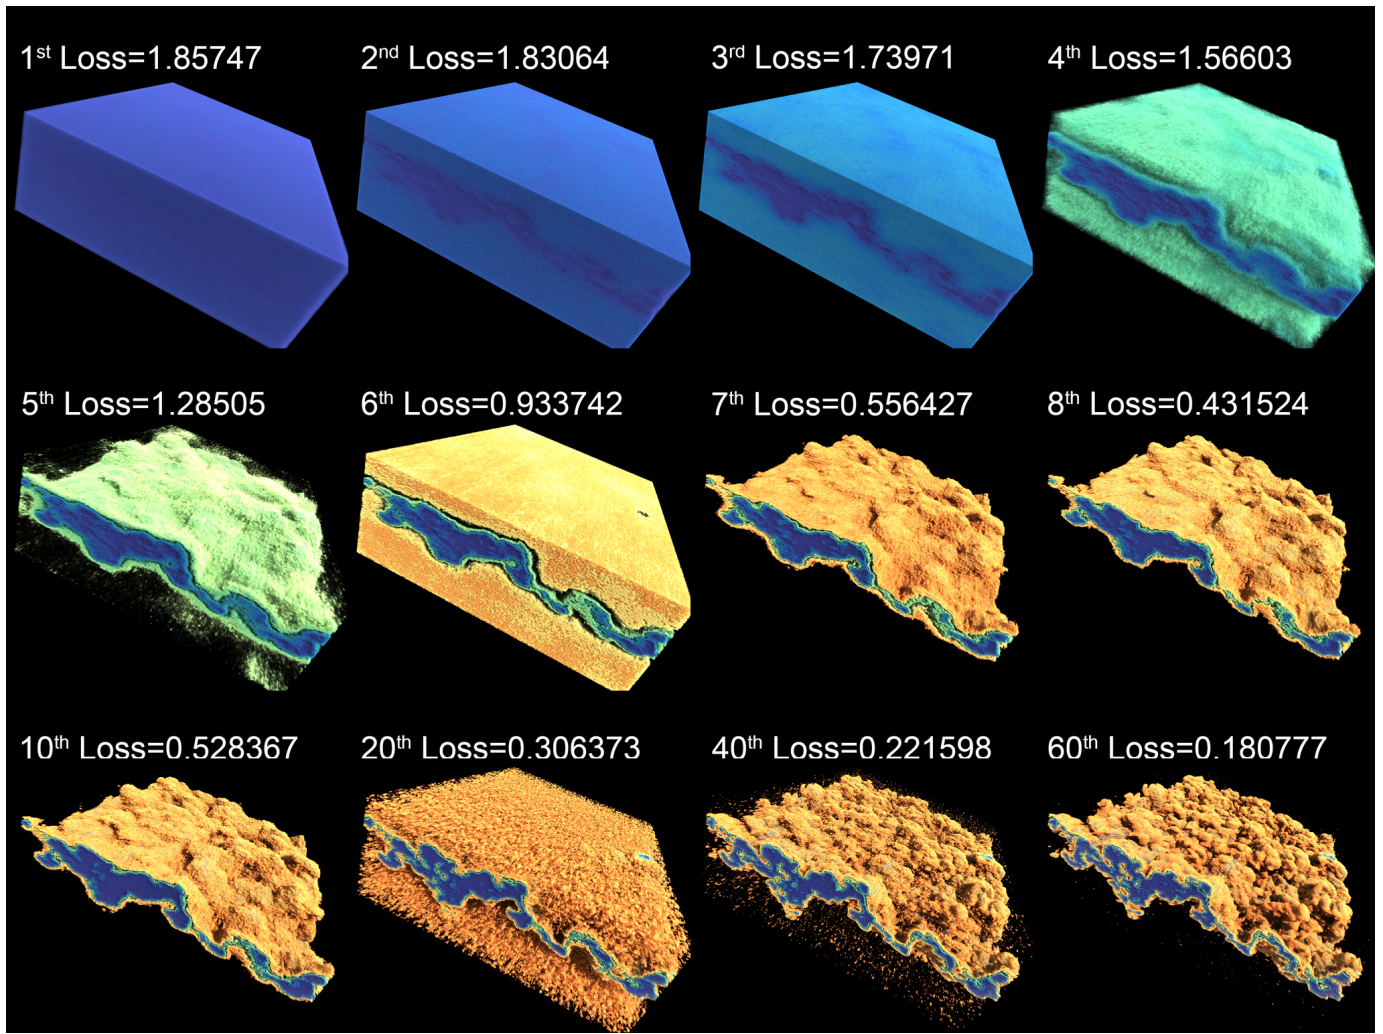 1st Loss=1.85747
2nd Loss=1.83064
3rd Loss=1.73971
4th Loss=1.56603
5th Loss=1.28505
6th Loss=0.933742
7th Loss=0.556427
8th Loss=0.431524
10th Loss=0.528367
20th Loss=0.306373
40th Loss=0.221598
60th Loss=0.180777